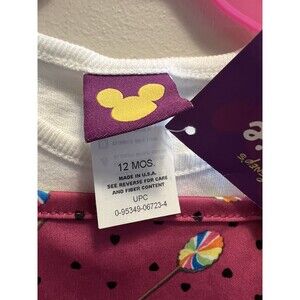 12 MOS.
MADE IN U.S.A.
SEE REVERSE FOR CARE
AND FIBER CONTENT
UPC
0-95349-06723-4